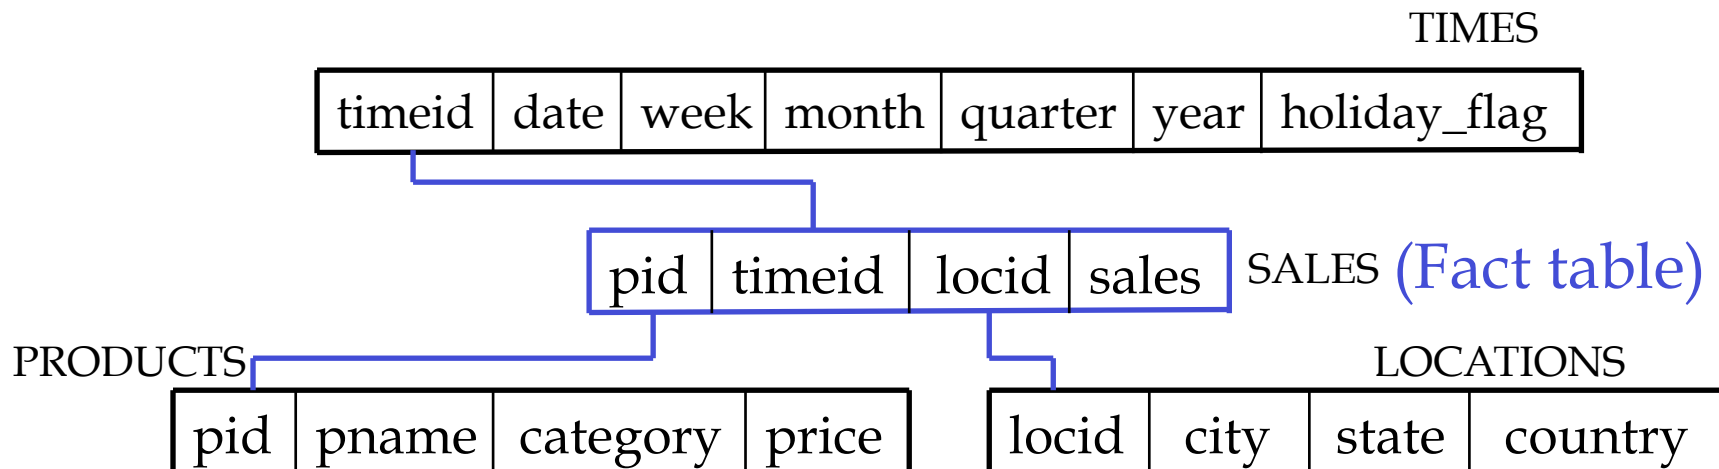 TIMES
timeid date week month quarter year holiday_flag
pid timeid locid sales SALES (Fact table)
PRODUCTS LOCATIONS
pid pname category price locid city state country